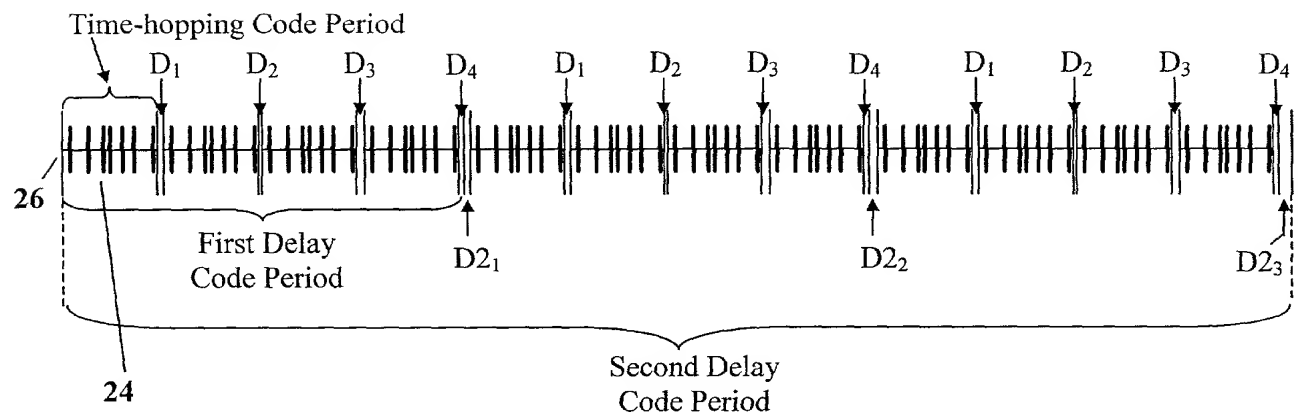 Time-hopping Code Period
D₁ D₂ D₃ D₄ D₁ D₂ D₃ D₄ D₁ D₂ D₃ D₄
26
First Delay
Code Period
D2₁ D2₂ D2₃
24
Second Delay
Code Period